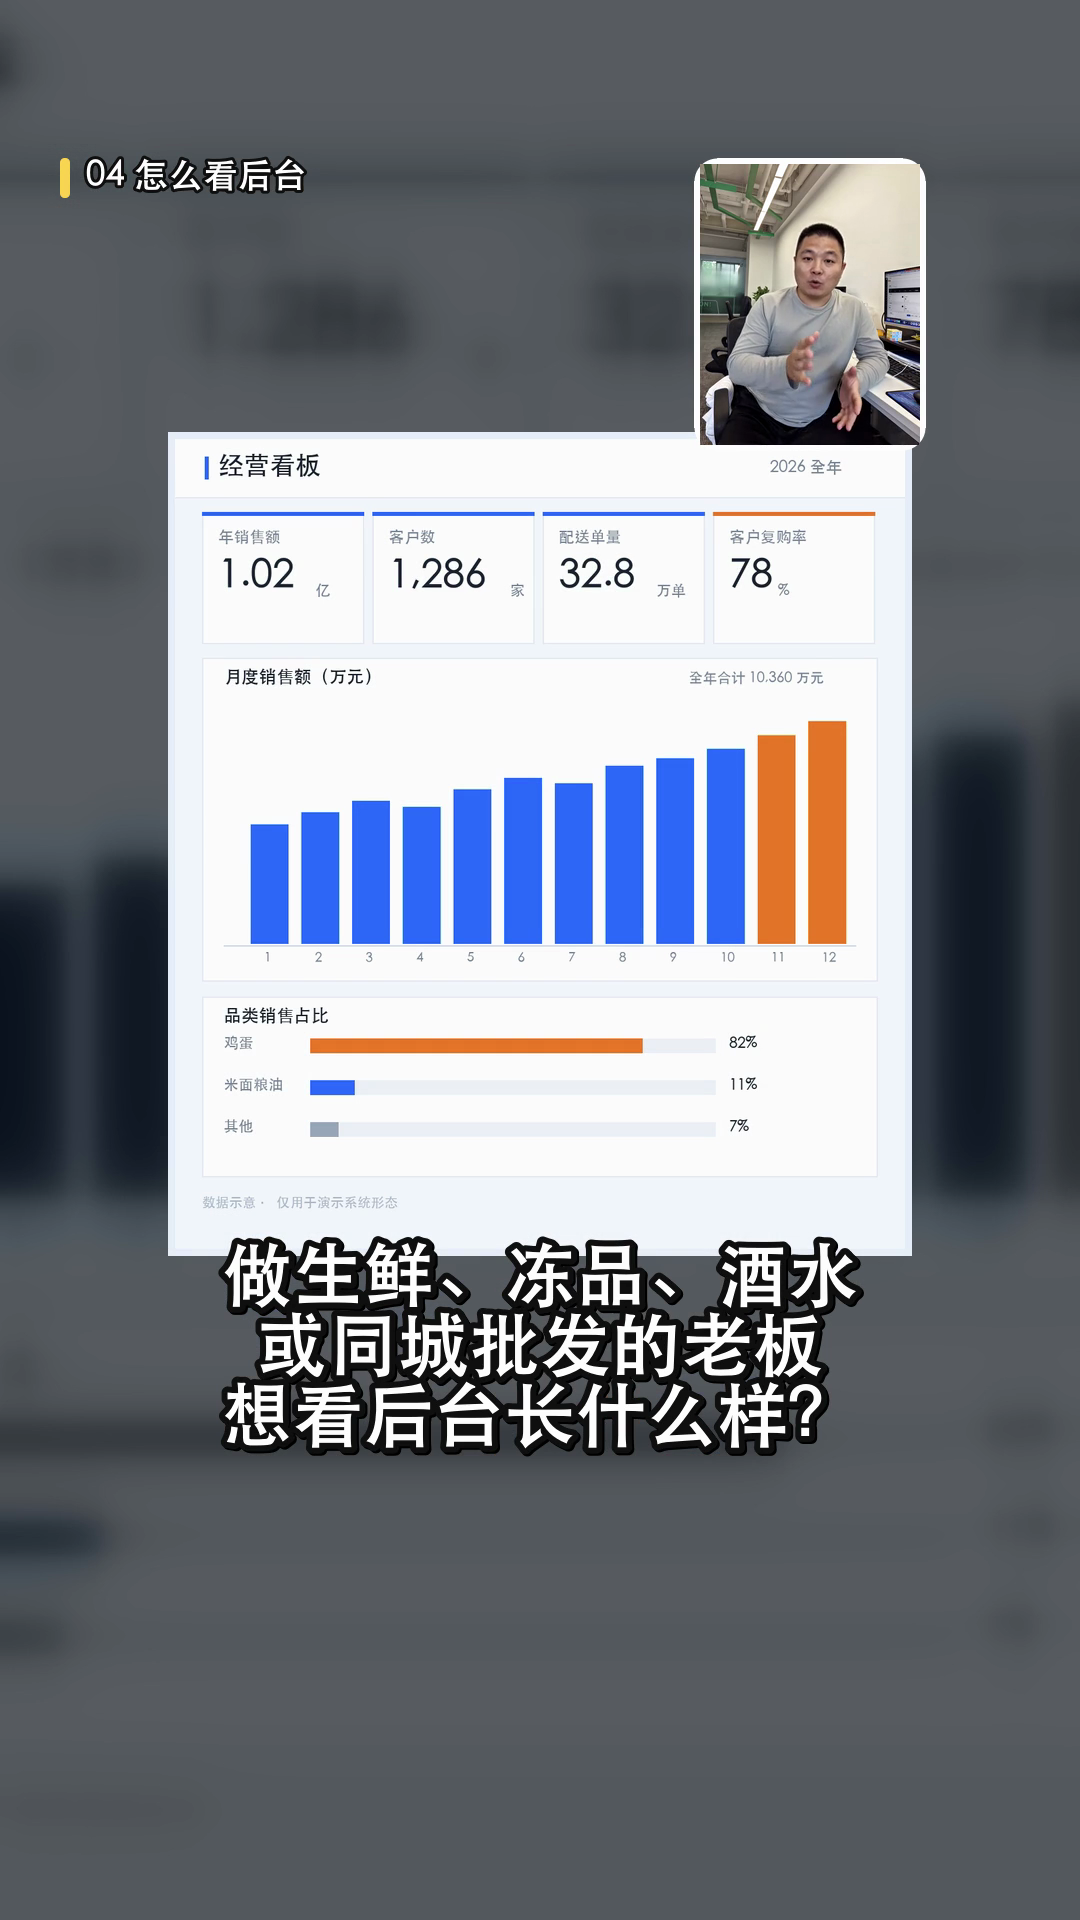 04 怎么看后台
经营看板
2026 全年
年销售额
1.02 亿
客户数
1,286 家
配送单量
32.8 万单
客户复购率
78 %
月度销售额（万元）
全年合计 10,360 万元
1 2 3 4 5 6 7 8 9 10 11 12
品类销售占比
鸡蛋 82%
米面粮油 11%
其他 7%
数据示意· 仅用于演示系统形态
做生鲜、冻品、酒水
或同城批发的老板
想看后台长什么样？